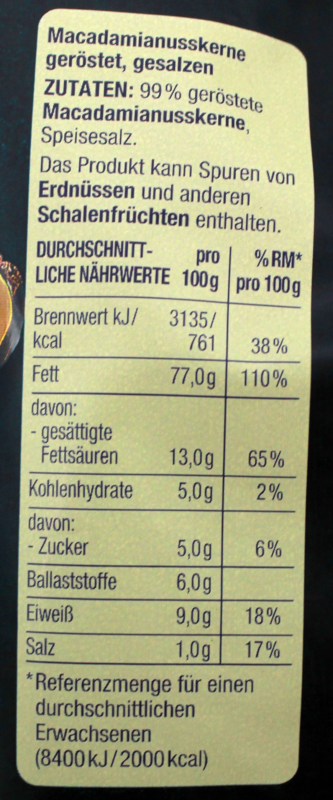 Macadamianusskerne
geröstet, gesalzen
ZUTATEN: 99% geröstete
Macadamianusskerne,
Speisesalz.
Das Produkt kann Spuren von
Erdnüssen und anderen
Schalenfrüchten enthalten.
DURCHSCHNITT- pro % RM*
LICHE NÄHRWERTE 100g pro 100g
Brennwert kJ/ 3135/
kcal 761 38%
Fett 77,0g 110%
davon:
- gesättigte
Fettsäuren 13,0g 65%
Kohlenhydrate 5,0g 2%
davon:
- Zucker 5,0g 6%
Ballaststoffe 6,0g
Eiweiß 9,0g 18%
Salz 1,0g 17%
*Referenzmenge für einen
durchschnittlichen
Erwachsenen
(8400kJ/2000kcal)